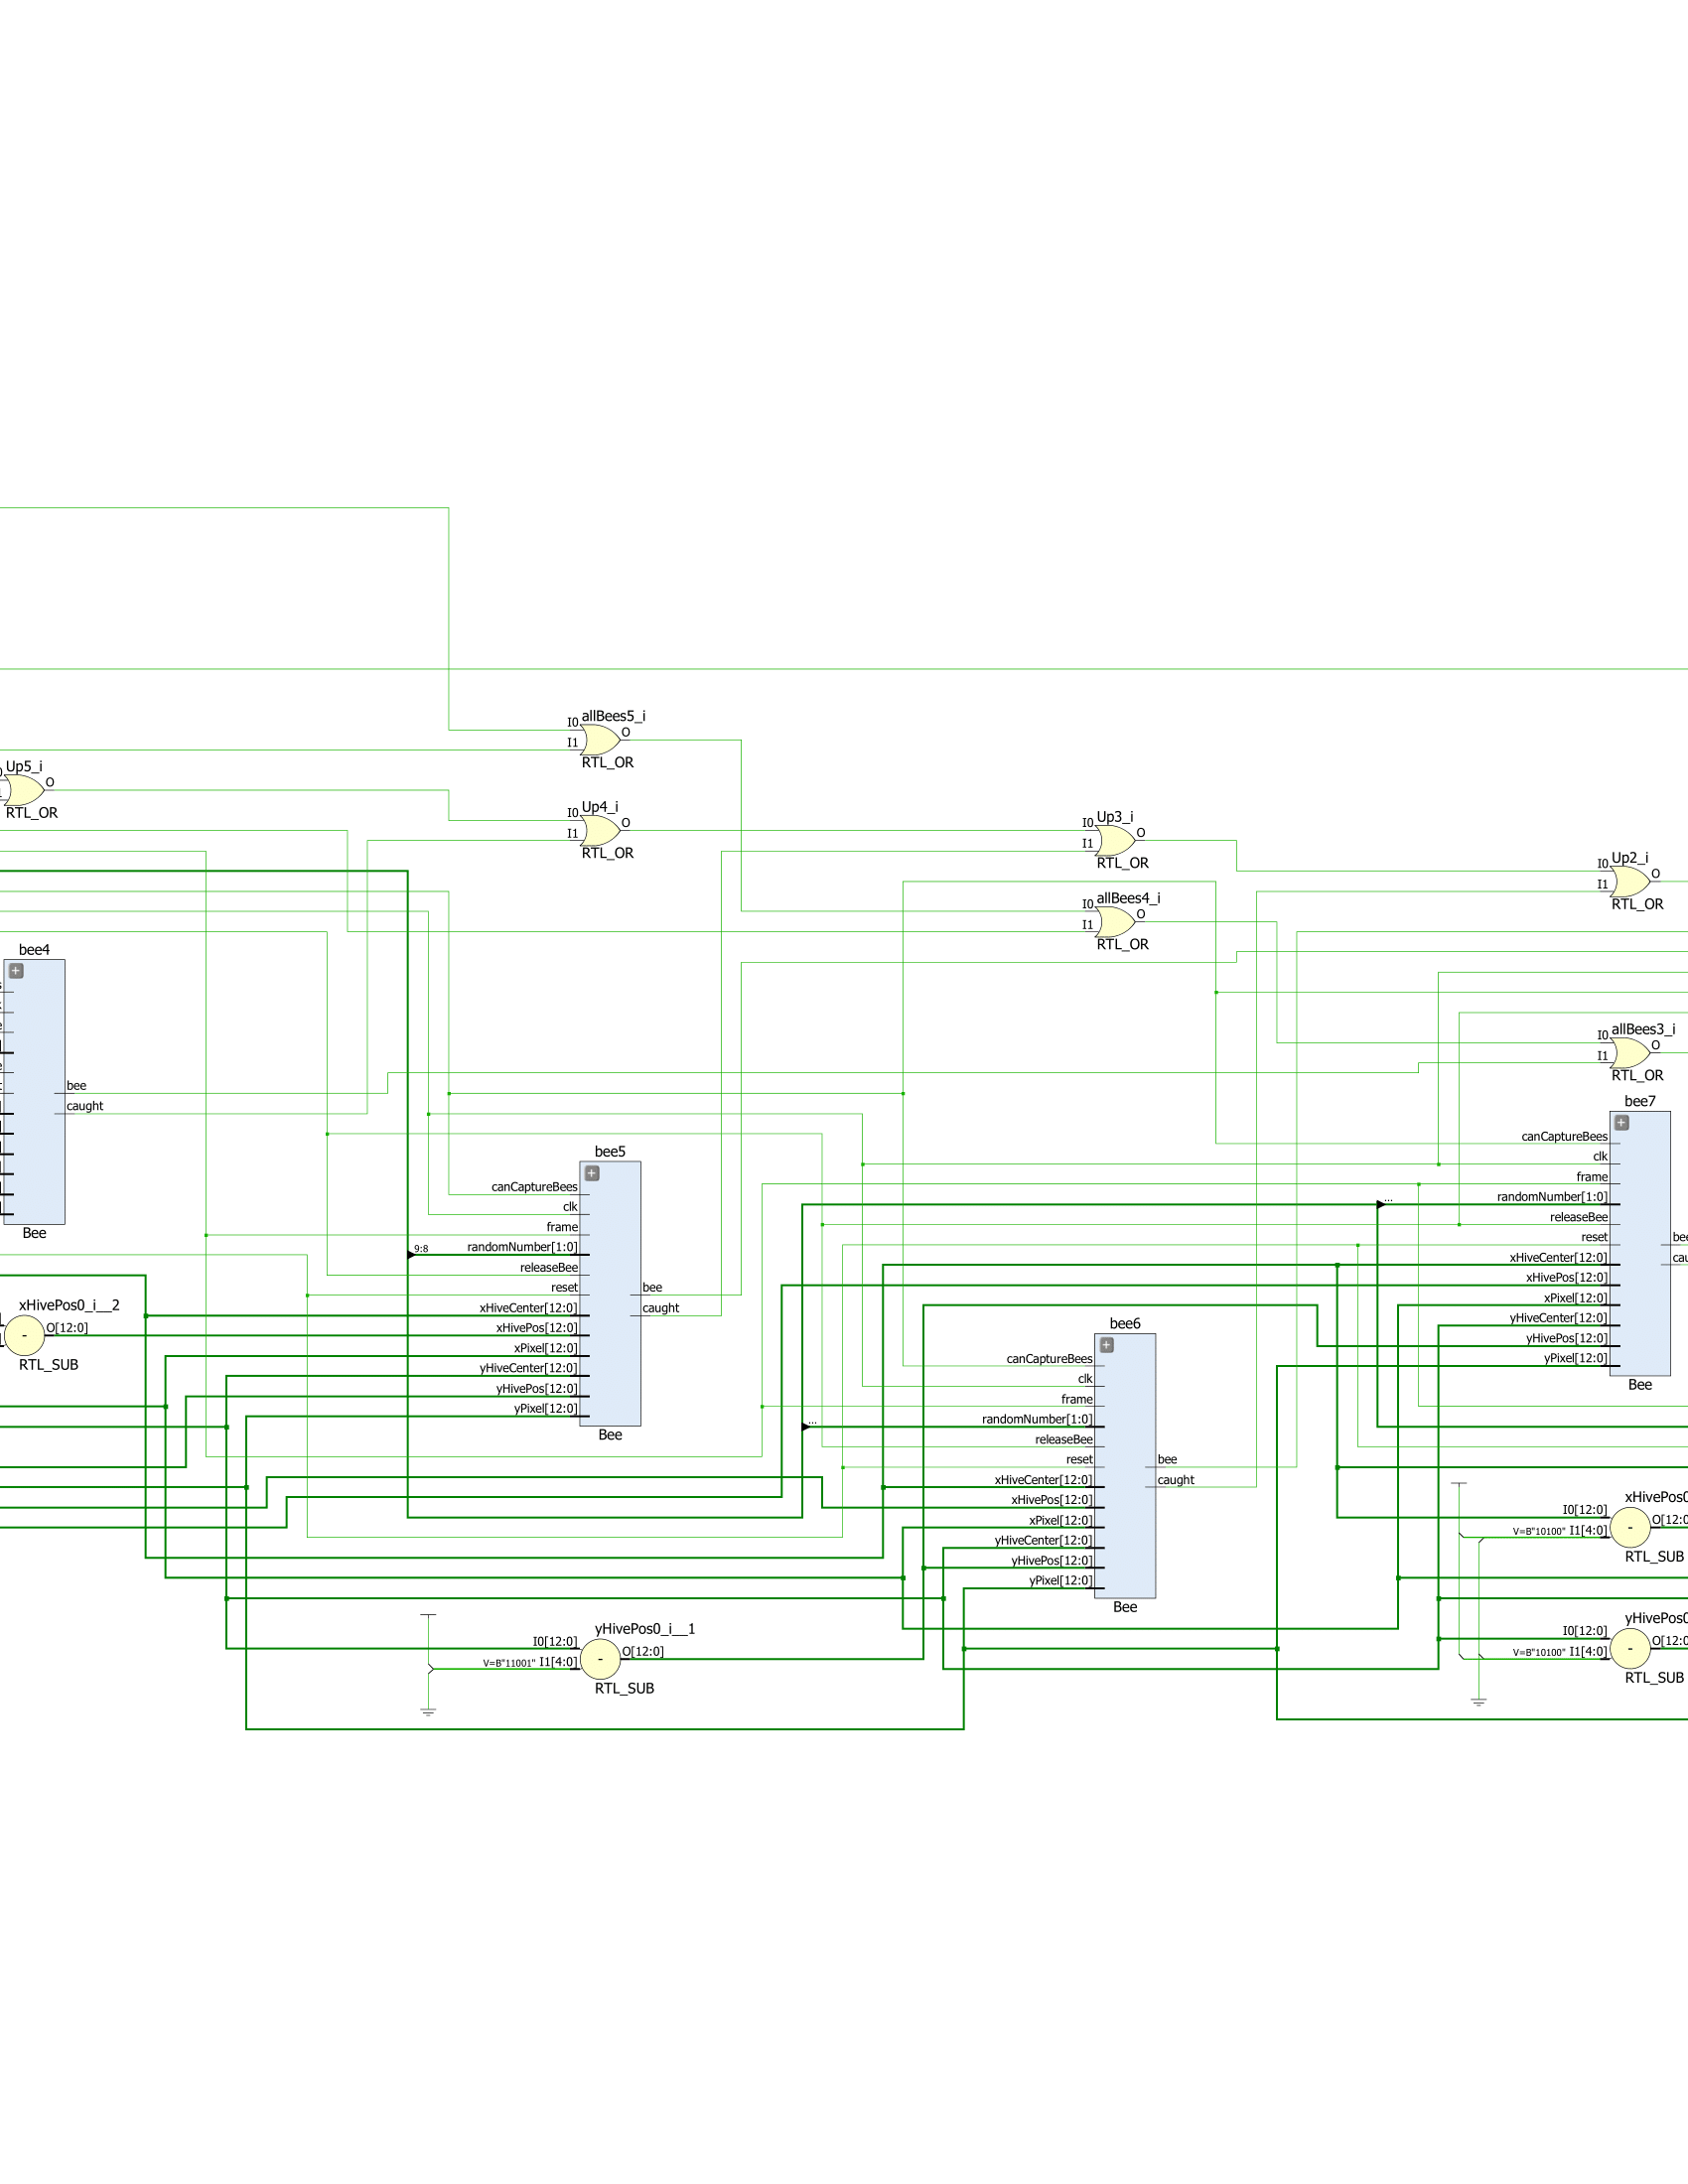 allBees5_i
I0
O
I1
RTL_OR
Up5_i
O
RTL_OR
Up4_i
I0
O
I1
RTL_OR
Up3_i
I0
O
I1
RTL_OR
Up2_i
I0
O
I1
RTL_OR
allBees4_i
I0
O
I1
RTL_OR
allBees3_i
I0
O
I1
RTL_OR
bee4
bee
caught
Bee
bee5
canCaptureBees
clk
frame
9:8
randomNumber[1:0]
releaseBee
reset
xHiveCenter[12:0]
xHivePos[12:0]
xPixel[12:0]
yHiveCenter[12:0]
yHivePos[12:0]
yPixel[12:0]
bee
caught
Bee
xHivePos0_i__2
O[12:0]
-
RTL_SUB
bee6
canCaptureBees
clk
frame
...
randomNumber[1:0]
releaseBee
reset
xHiveCenter[12:0]
xHivePos[12:0]
xPixel[12:0]
yHiveCenter[12:0]
yHivePos[12:0]
yPixel[12:0]
bee
caught
Bee
bee7
canCaptureBees
clk
frame
...
randomNumber[1:0]
releaseBee
reset
xHiveCenter[12:0]
xHivePos[12:0]
xPixel[12:0]
yHiveCenter[12:0]
yHivePos[12:0]
yPixel[12:0]
bee
cau
Bee
yHivePos0_i__1
I0[12:0]
O[12:0]
V=B"11001" I1[4:0]
-
RTL_SUB
xHivePos0
I0[12:0]
O[12:0
V=B"10100" I1[4:0]
-
RTL_SUB
yHivePos0
I0[12:0]
O[12:0
V=B"10100" I1[4:0]
-
RTL_SUB